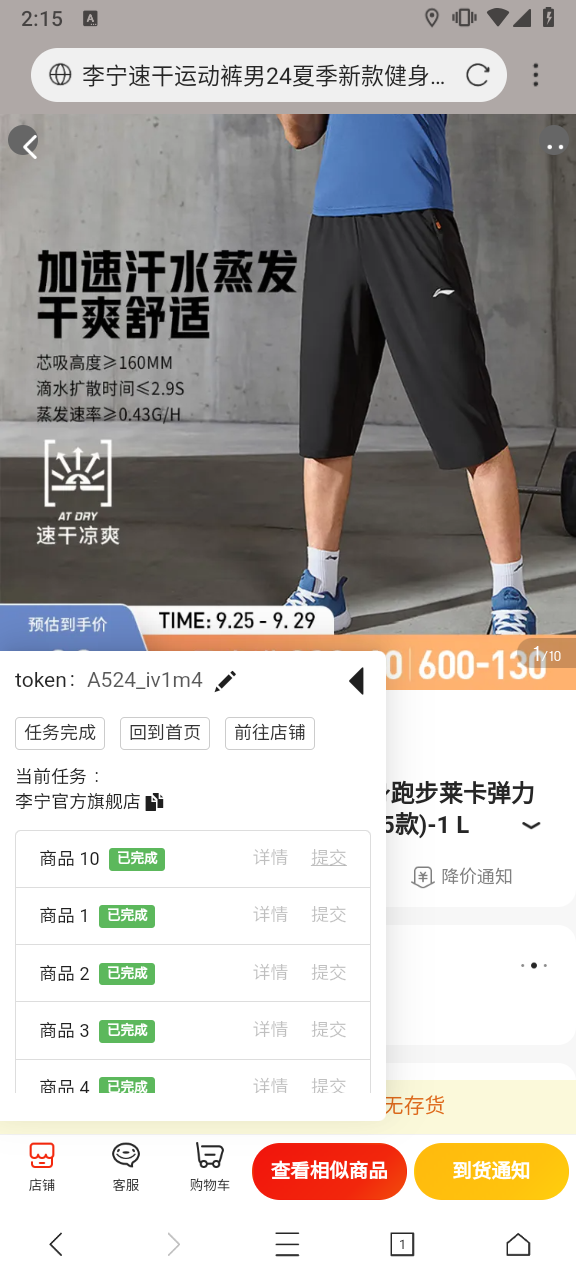 2:15
A
李宁速干运动裤男24夏季新款健身...
加速汗水蒸发
干爽舒适
芯吸高度≥160MM
滴水扩散时间≤2.9S
蒸发速率≥0.43G/H
AT DRY
速干凉爽
预估到手价
TIME: 9.25 - 9. 29
0 600-130
1/10
token: A524_iv1m4
任务完成 回到首页 前往店铺
当前任务：
李宁官方旗舰店
跑步莱卡弹力
5款)-1 L
降价通知
商品 10 已完成 详情 提交
商品 1 已完成 详情 提交
商品 2 已完成 详情 提交
商品 3 已完成 详情 提交
商品 4 已完成 详情 提交
无存货
店铺 客服 购物车 查看相似商品 到货通知
1